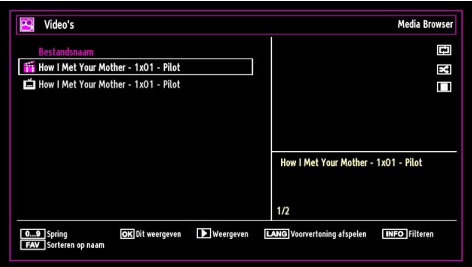 Video's Media Browser
Bestandsnaam
How I Met Your Mother - 1x01 - Pilot
How I Met Your Mother - 1x01 - Pilot
How I Met Your Mother - 1x01 - Pilot
1/2
0...9 Spring OK Dit weergeven Weergeven LANG Voorvertoning afspelen INFO Filteren
FAV Sorteren op naam